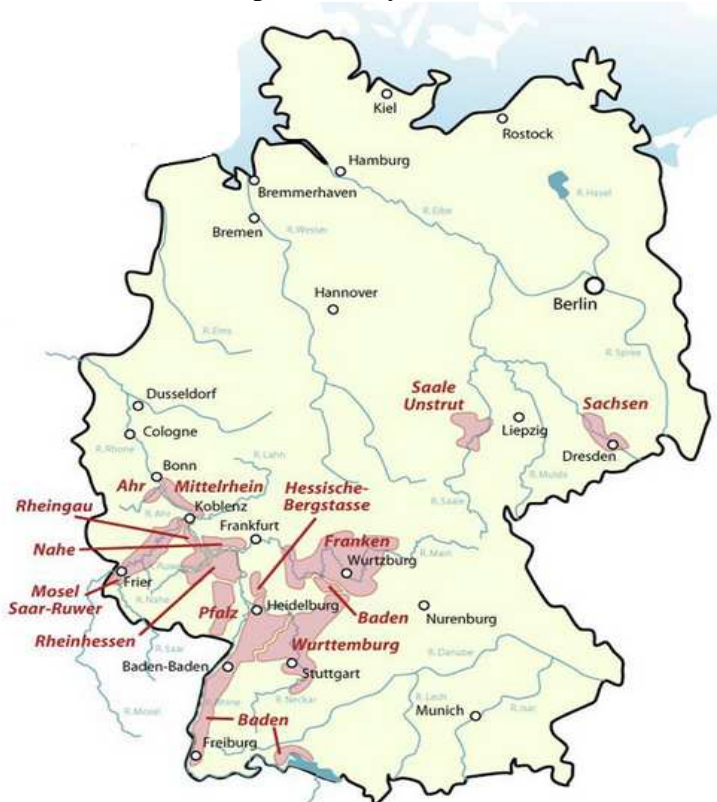 Kiel
Rostock
Hamburg
Bremmerhaven
R.Havel
R.Elbe
Bremen
R.Wesser
Hannover
Berlin
R.Ems
R.Spree
Dusseldorf
Saale
Unstrut
Sachsen
Cologne
Liepzig
R.Rhone
Dresden
Bonn
R.Lahn
R.Mulde
Ahr
Mittelrhein
Hessische-
Bergstasse
R.Saale
Rheingau
Koblenz
R.Ahr
Frankfurt
Nahe
Franken
R.Main
Wurtzburg
Frier
Mosel
Saar-Ruwer
R.Nahe
Pfalz
Heidelburg
Baden
Nurenburg
Rheinhessen
Wurttemburg
R.Saar
Baden-Baden
Stuttgart
R.Danube
R.Neckar
R.Lech
R.Mosel
Munich
R.Isar
Baden
Freiburg